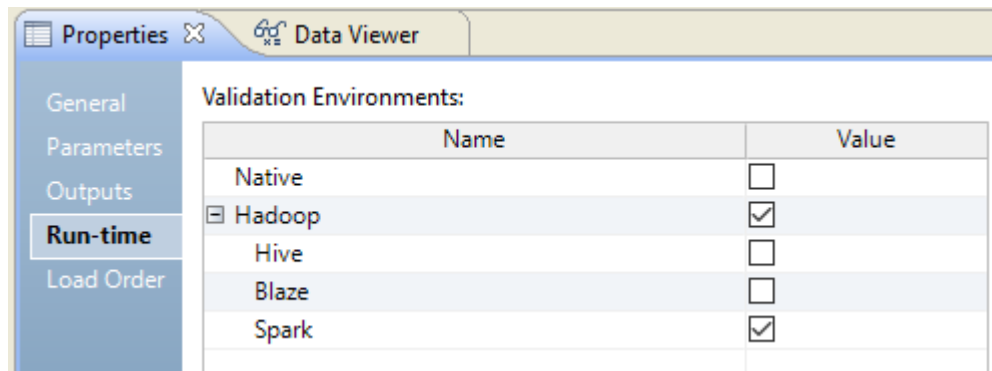 Properties Data Viewer
General
Parameters
Outputs
Run-time
Load Order
Validation Environments:
Name Value
Native
Hadoop
Hive
Blaze
Spark